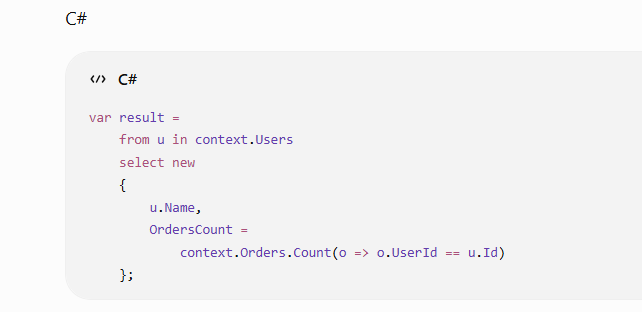 C#
</> C#
var result =
    from u in context.Users
    select new
    {
        u.Name,
        OrdersCount =
            context.Orders.Count(o => o.UserId == u.Id)
    };